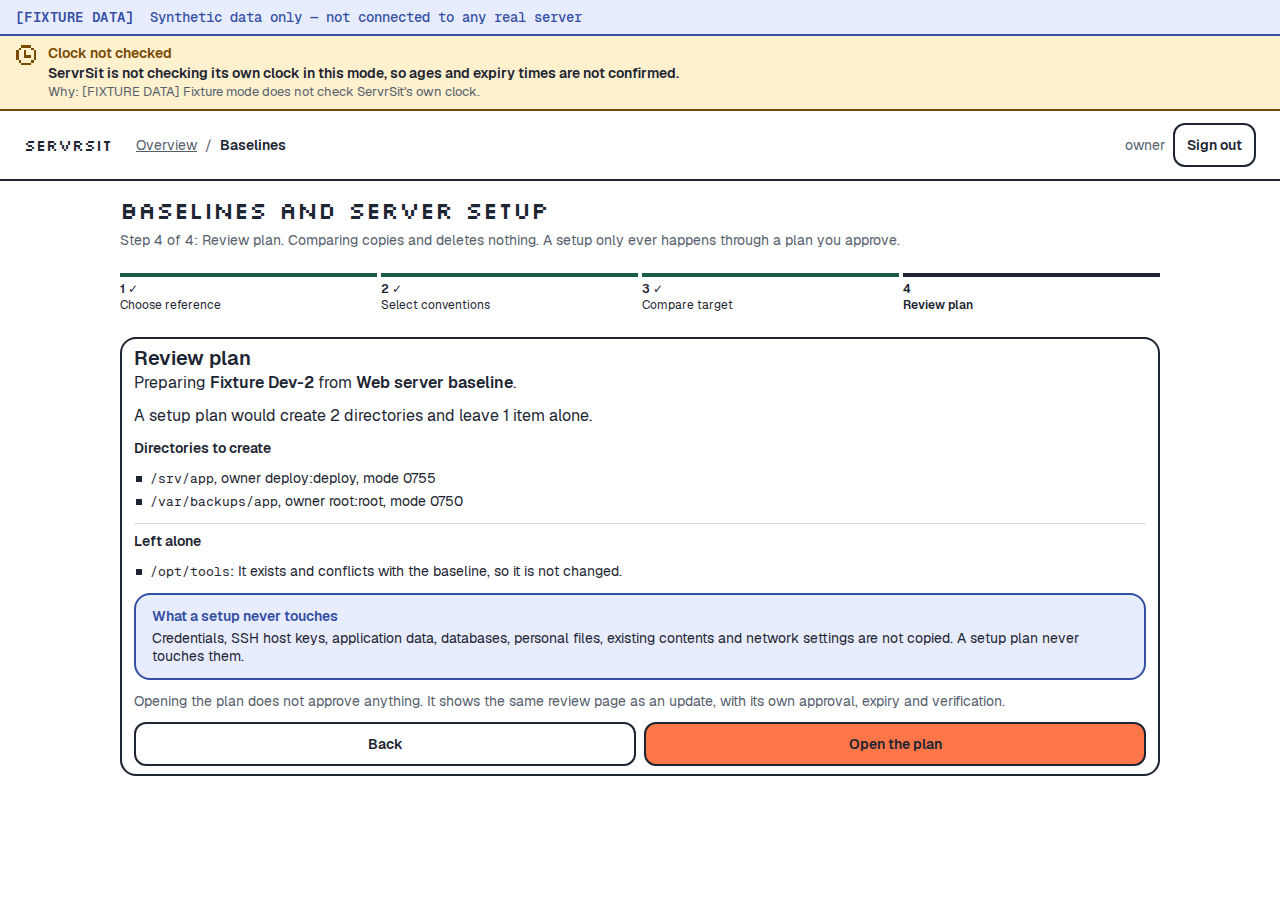 [FIXTURE DATA] Synthetic data only — not connected to any real server
Clock not checked
ServrSit is not checking its own clock in this mode, so ages and expiry times are not confirmed.
Why: [FIXTURE DATA] Fixture mode does not check ServrSit's own clock.
SERVRSIT Overview / Baselines owner Sign out
BASELINES AND SERVER SETUP
Step 4 of 4: Review plan. Comparing copies and deletes nothing. A setup only ever happens through a plan you approve.
1 ✓ 2 ✓ 3 ✓ 4
Choose reference Select conventions Compare target Review plan
Review plan
Preparing Fixture Dev-2 from Web server baseline.
A setup plan would create 2 directories and leave 1 item alone.
Directories to create
/srv/app, owner deploy:deploy, mode 0755
/var/backups/app, owner root:root, mode 0750
Left alone
/opt/tools: It exists and conflicts with the baseline, so it is not changed.
What a setup never touches
Credentials, SSH host keys, application data, databases, personal files, existing contents and network settings are not copied. A setup plan never
touches them.
Opening the plan does not approve anything. It shows the same review page as an update, with its own approval, expiry and verification.
Back Open the plan